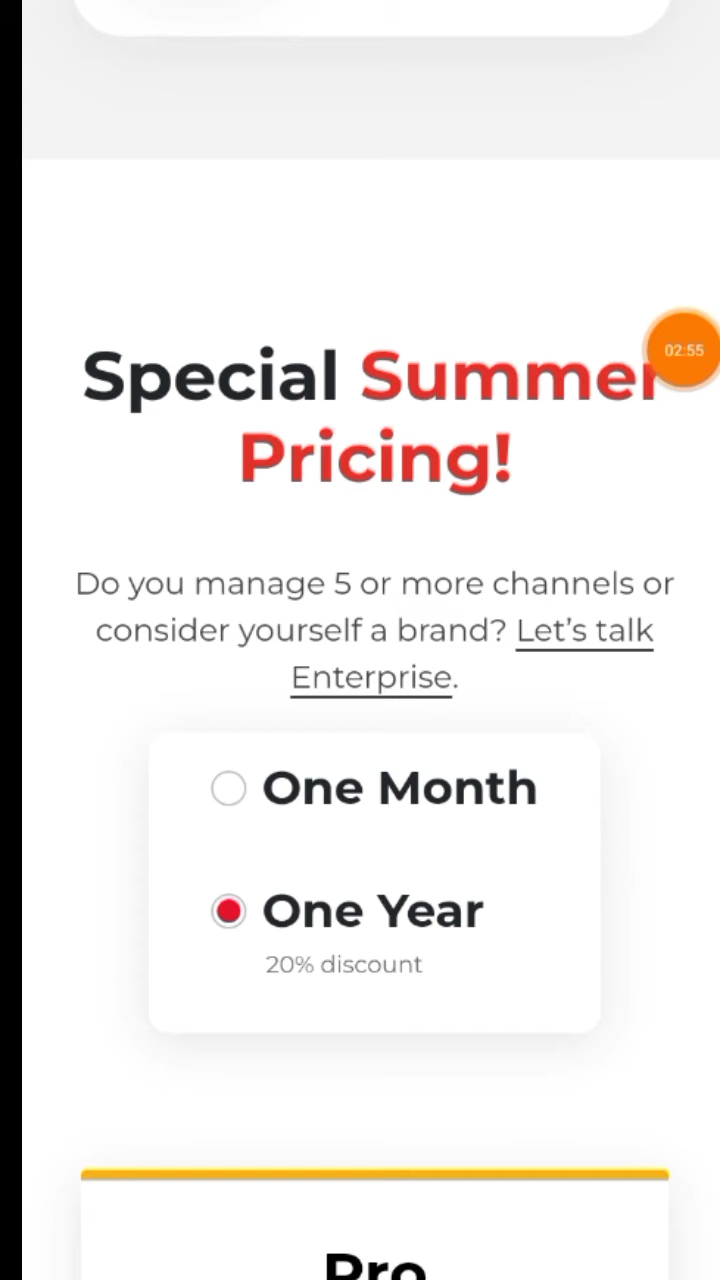 02:55
Special Summer
Pricing!
Do you manage 5 or more channels or
consider yourself a brand? Let’s talk
Enterprise.
One Month
One Year
20% discount
Pro